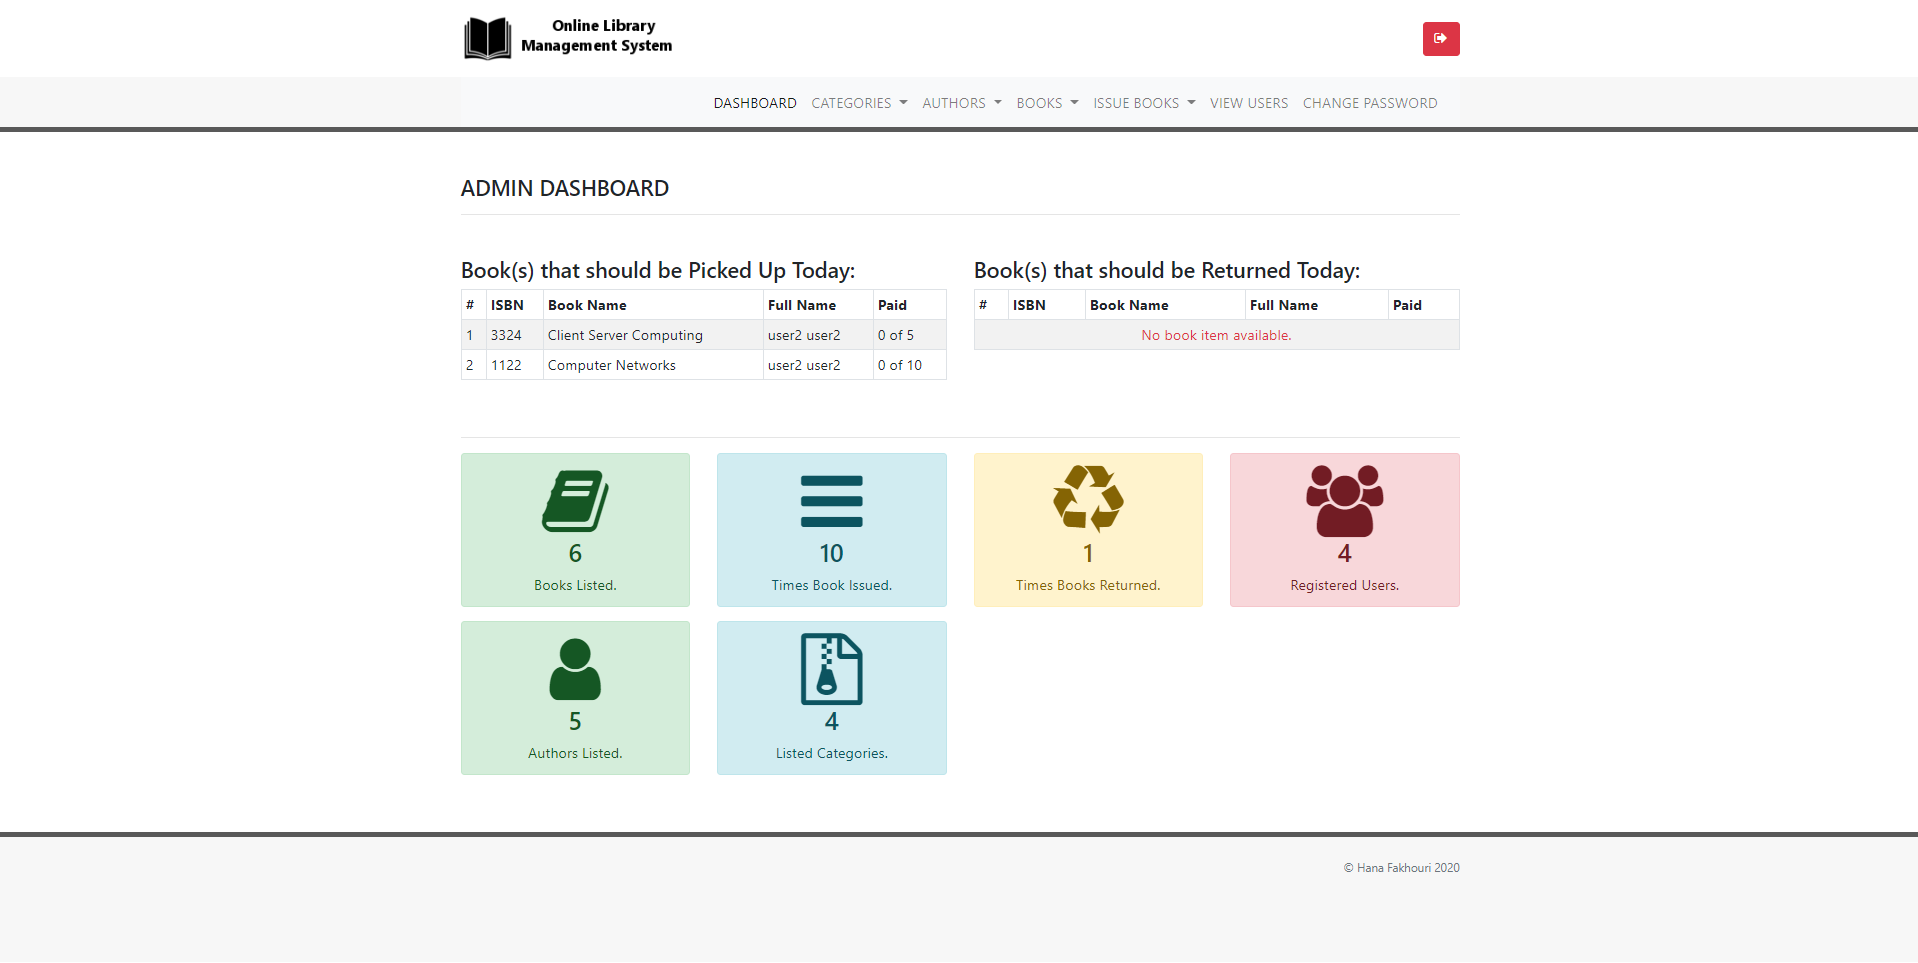 Online Library
Management System
DASHBOARD CATEGORIES AUTHORS BOOKS ISSUE BOOKS VIEW USERS CHANGE PASSWORD
ADMIN DASHBOARD
Book(s) that should be Picked Up Today:
# ISBN Book Name Full Name Paid
1 3324 Client Server Computing user2 user2 0 of 5
2 1122 Computer Networks user2 user2 0 of 10
Book(s) that should be Returned Today:
# ISBN Book Name Full Name Paid
No book item available.
6
Books Listed.
10
Times Book Issued.
1
Times Books Returned.
4
Registered Users.
5
Authors Listed.
4
Listed Categories.
© Hana Fakhouri 2020